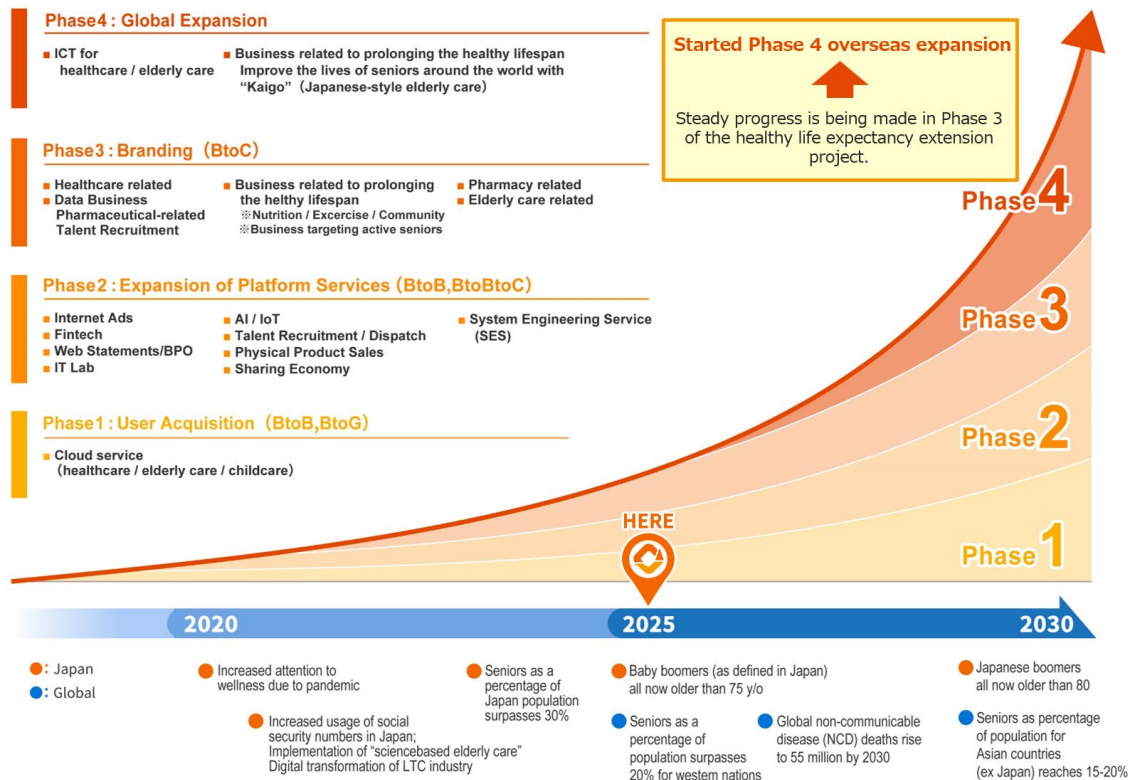 Phase4 : Global Expansion
■ ICT for
healthcare / elderly care
■ Business related to prolonging the healthy lifespan
Improve the lives of seniors around the world with
“Kaigo”（Japanese-style elderly care）
Started Phase 4 overseas expansion
Steady progress is being made in Phase 3
of the healthy life expectancy extension
project.
Phase3 : Branding（BtoC）
■ Healthcare related
■ Data Business
Pharmaceutical-related
Talent Recruitment
■ Business related to prolonging
the helthy lifespan
※Nutrition / Excercise / Community
※Business targeting active seniors
■ Pharmacy related
■ Elderly care related
Phase2 : Expansion of Platform Services（BtoB,BtoBtoC）
■ Internet Ads
■ Fintech
■ Web Statements/BPO
■ IT Lab
■ AI / IoT
■ Talent Recruitment / Dispatch
■ Physical Product Sales
■ Sharing Economy
■ System Engineering Service
(SES)
Phase1 : User Acquisition（BtoB,BtoG）
■ Cloud service
（healthcare / elderly care / childcare）
Phase 4
Phase 3
Phase 2
Phase 1
HERE
2020
2025
2030
●: Japan
●: Global
Increased attention to
wellness due to pandemic
Increased usage of social
security numbers in Japan;
Implementation of “sciencebased elderly care”
Digital transformation of LTC industry
Seniors as a
percentage of
Japan population
surpasses 30%
Baby boomers (as defined in Japan)
all now older than 75 y/o
Seniors as a
percentage of
population surpasses
20% for western nations
Global non-communicable
disease (NCD) deaths rise
to 55 million by 2030
Japanese boomers
all now older than 80
Seniors as percentage
of population for
Asian countries
(ex Japan) reaches 15-20%